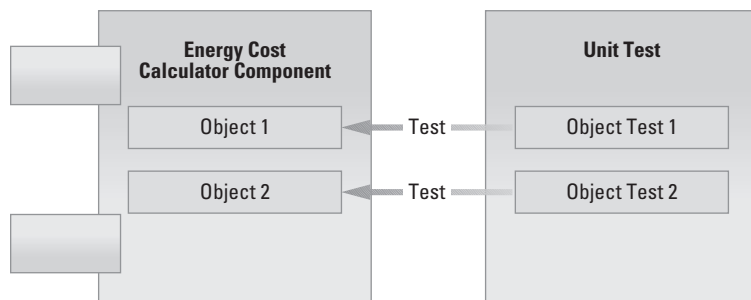 Energy Cost
Calculator Component
Unit Test
Object 1
Test
Object Test 1
Object 2
Test
Object Test 2